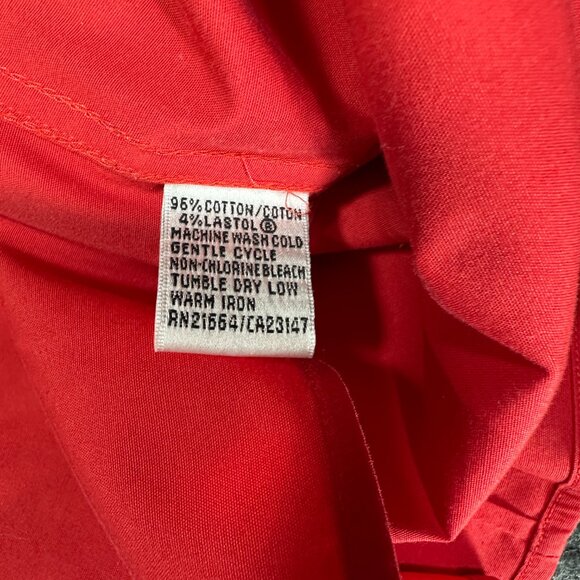 96% COTTON/COTON
4% LASTOL®
MACHINE WASH COLD
GENTLE CYCLE
NON-CHLORINE BLEACH
TUMBLE DRY LOW
WARM IRON
RN21564/CA23147